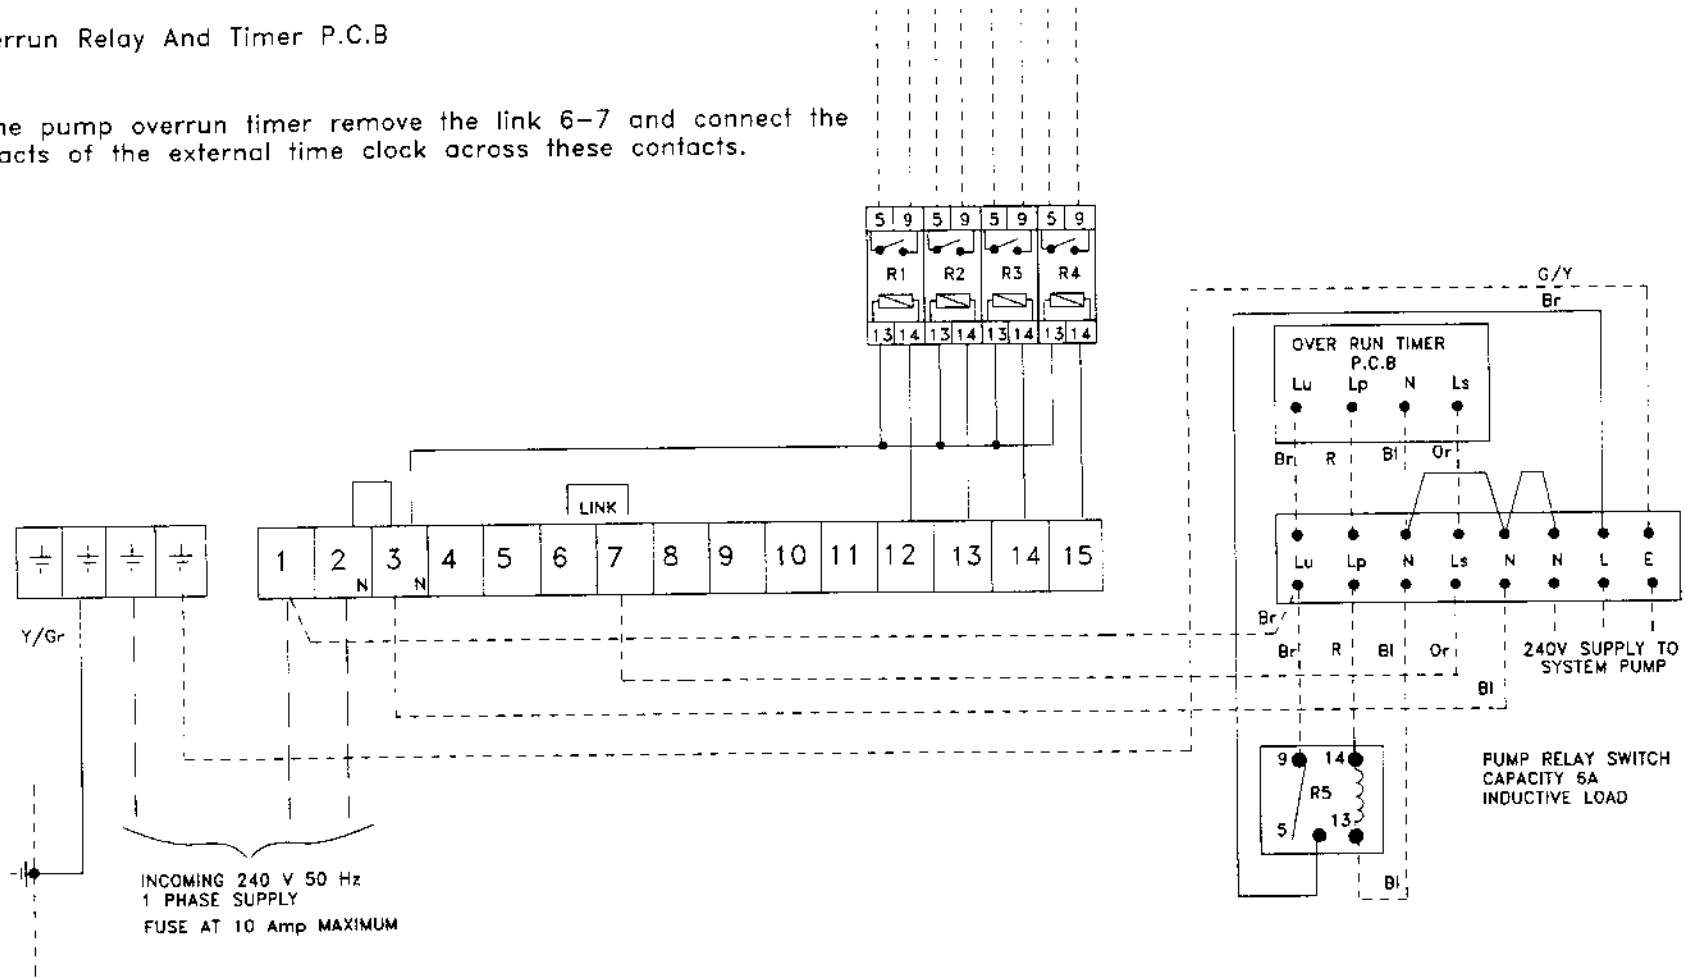 errun Relay And Timer P.C.B
ne pump overrun timer remove the link 6-7 and connect the
acts of the external time clock across these contacts.
5 9 5 9 5 9 5 9
R1 R2 R3 R4
13 14 13 14 13 14 13 14
G/Y
Br
OVER RUN TIMER
P.C.B
Lu Lp N Ls
Br R Bl Or
LINK
1 2 N 3 N 4 5 6 7 8 9 10 11 12 13 14 15
Lu Lp N Ls N N L E
Y/Gr
Br
Br R Bl Or
240V SUPPLY TO
SYSTEM PUMP
Bl
9 14
R5
5 13
Bl
PUMP RELAY SWITCH
CAPACITY 6A
INDUCTIVE LOAD
INCOMING 240 V 50 Hz
1 PHASE SUPPLY
FUSE AT 10 Amp MAXIMUM